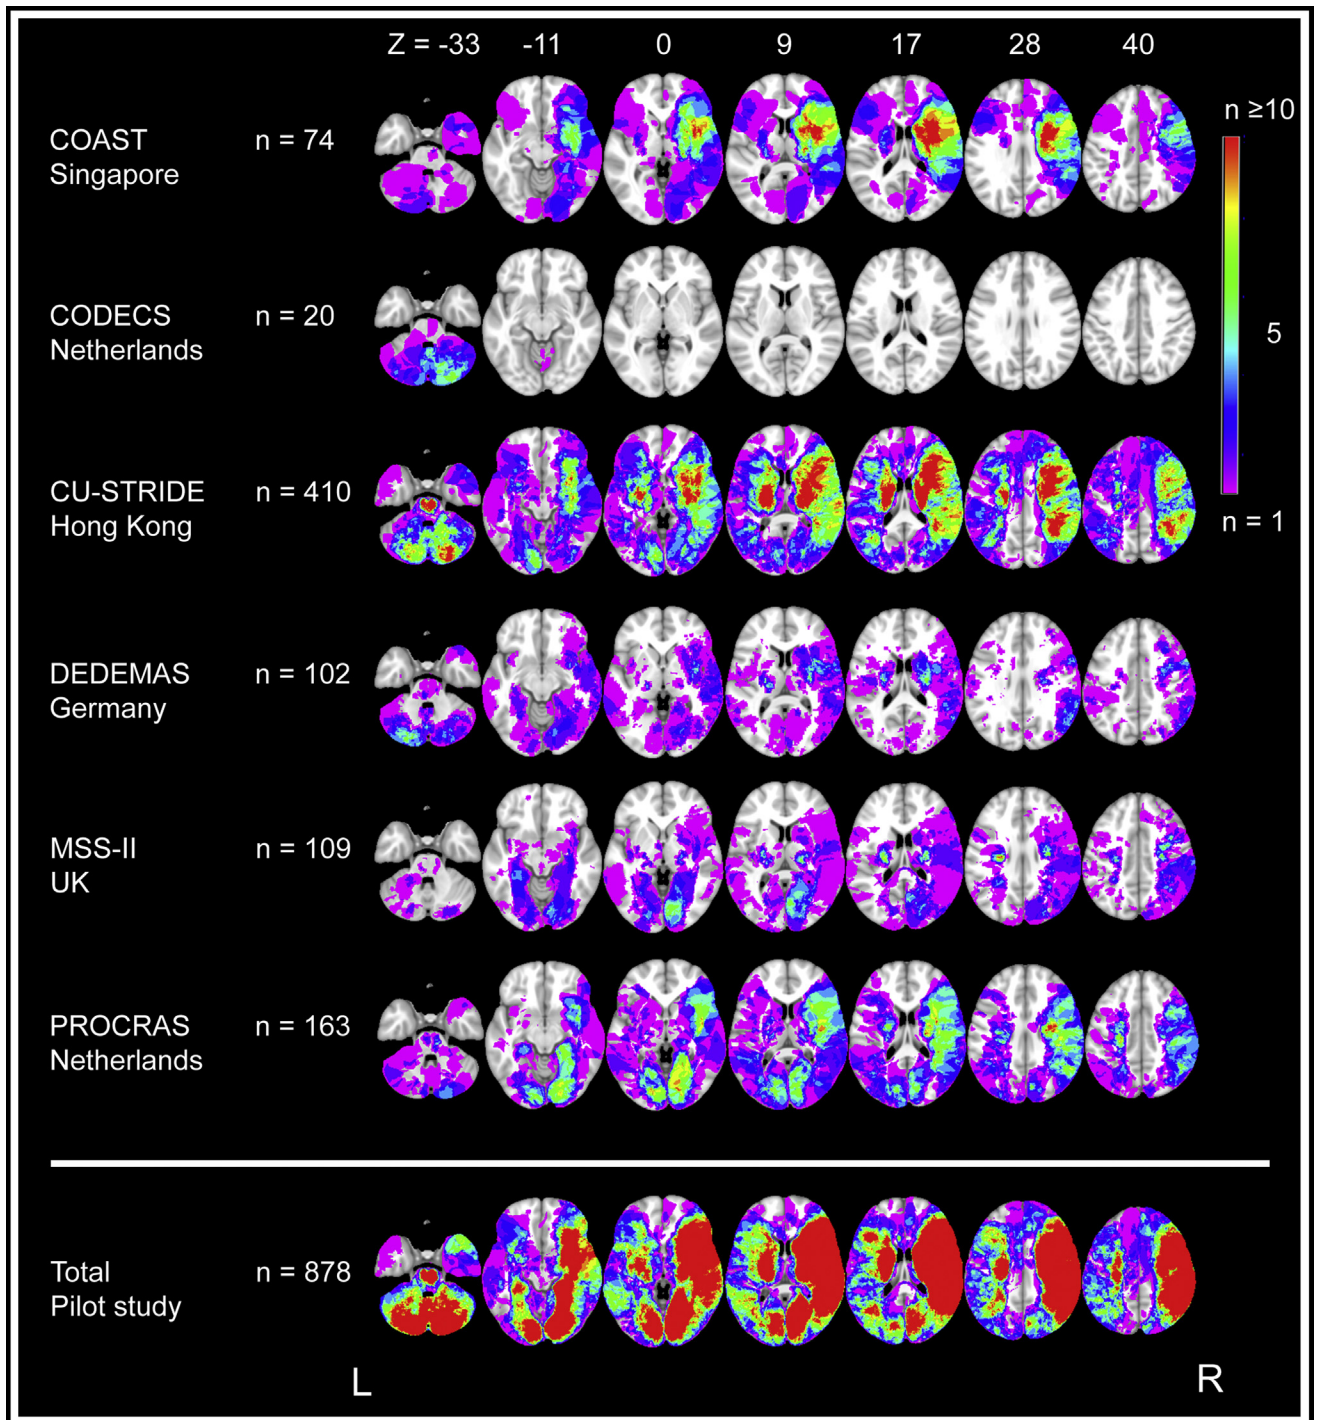 Z = -33 -11 0 9 17 28 40
n ≥10
COAST n = 74
Singapore
CODECS n = 20
Netherlands
5
CU-STRIDE n = 410
Hong Kong
n = 1
DEDEMAS n = 102
Germany
MSS-II n = 109
UK
PROCRAS n = 163
Netherlands
Total n = 878
Pilot study
L R